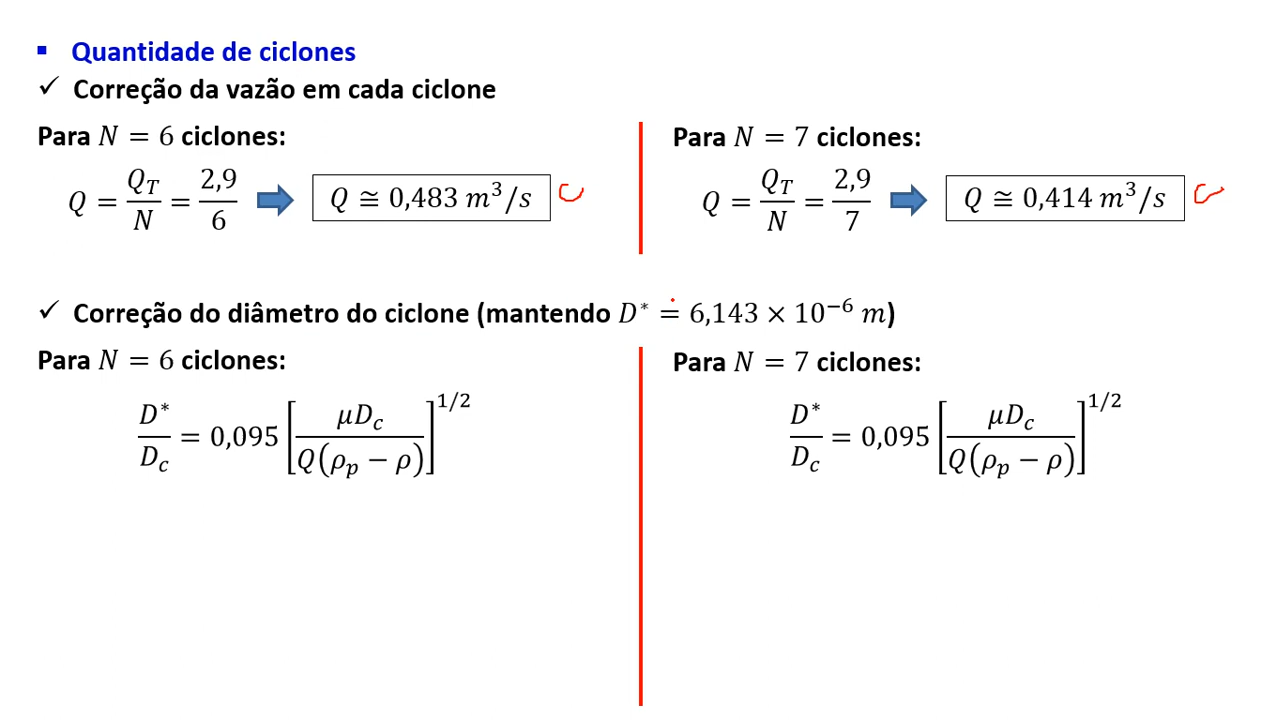 ▪ Quantidade de ciclones
✓ Correção da vazão em cada ciclone
Para N = 6 ciclones:
Q = Q_T/N = 2,9/6 ➡ Q ≅ 0,483 m³/s
Para N = 7 ciclones:
Q = Q_T/N = 2,9/7 ➡ Q ≅ 0,414 m³/s
✓ Correção do diâmetro do ciclone (mantendo D* = 6,143 × 10⁻⁶ m)
Para N = 6 ciclones:
D*/D_c = 0,095 [μD_c/Q(ρ_p − ρ)]^1/2
Para N = 7 ciclones:
D*/D_c = 0,095 [μD_c/Q(ρ_p − ρ)]^1/2